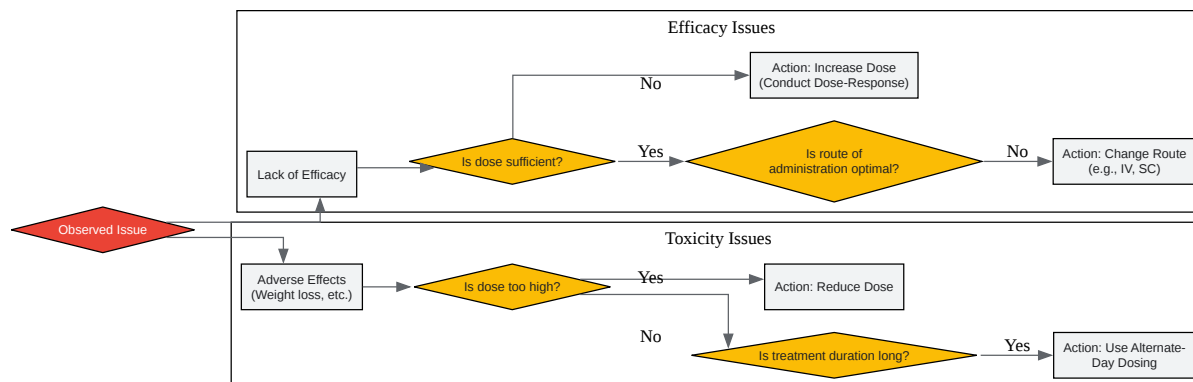 Efficacy Issues
Action: Increase Dose
(Conduct Dose-Response)
No
Is dose sufficient?
Yes
Is route of
administration optimal?
No
Action: Change Route
(e.g., IV, SC)
Lack of Efficacy
Observed Issue
Toxicity Issues
Adverse Effects
(Weight loss, etc.)
Is dose too high?
Yes
Action: Reduce Dose
No
Is treatment duration long?
Yes
Action: Use Alternate-
Day Dosing